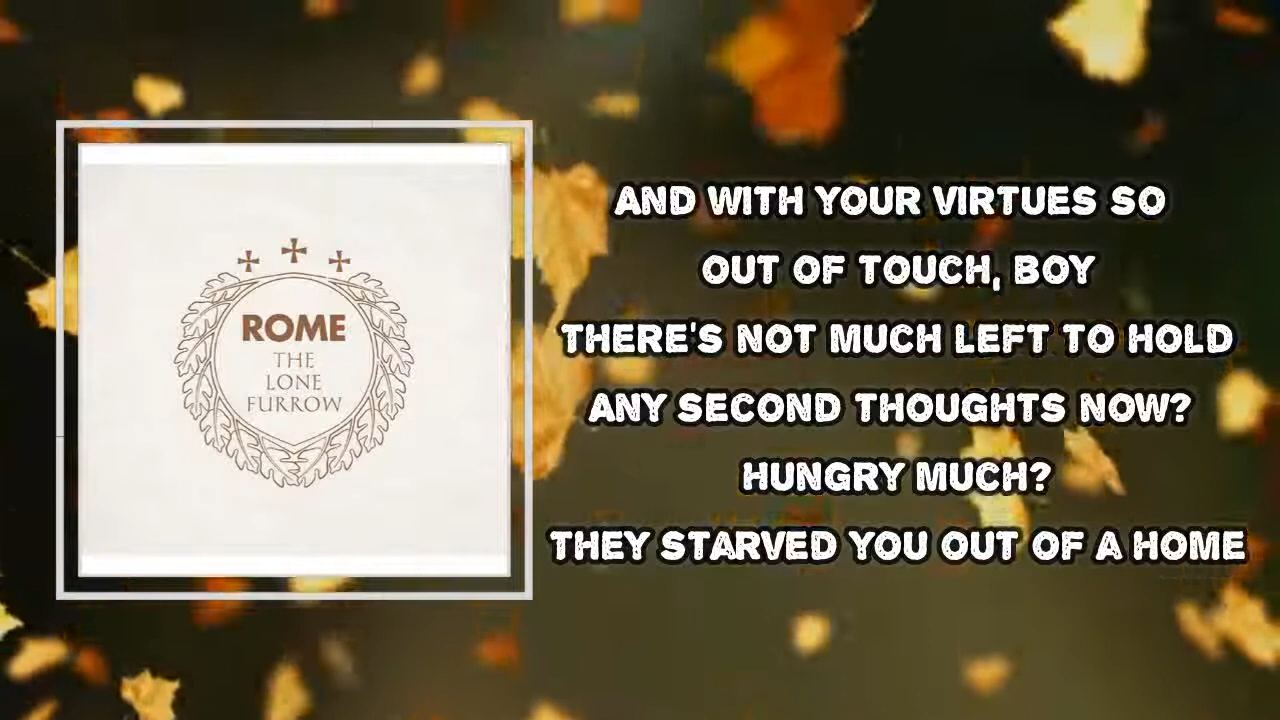 ROME
THE
LONE
FURROW
AND WITH YOUR VIRTUES SO
OUT OF TOUCH, BOY
THERE'S NOT MUCH LEFT TO HOLD
ANY SECOND THOUGHTS NOW?
HUNGRY MUCH?
THEY STARVED YOU OUT OF A HOME